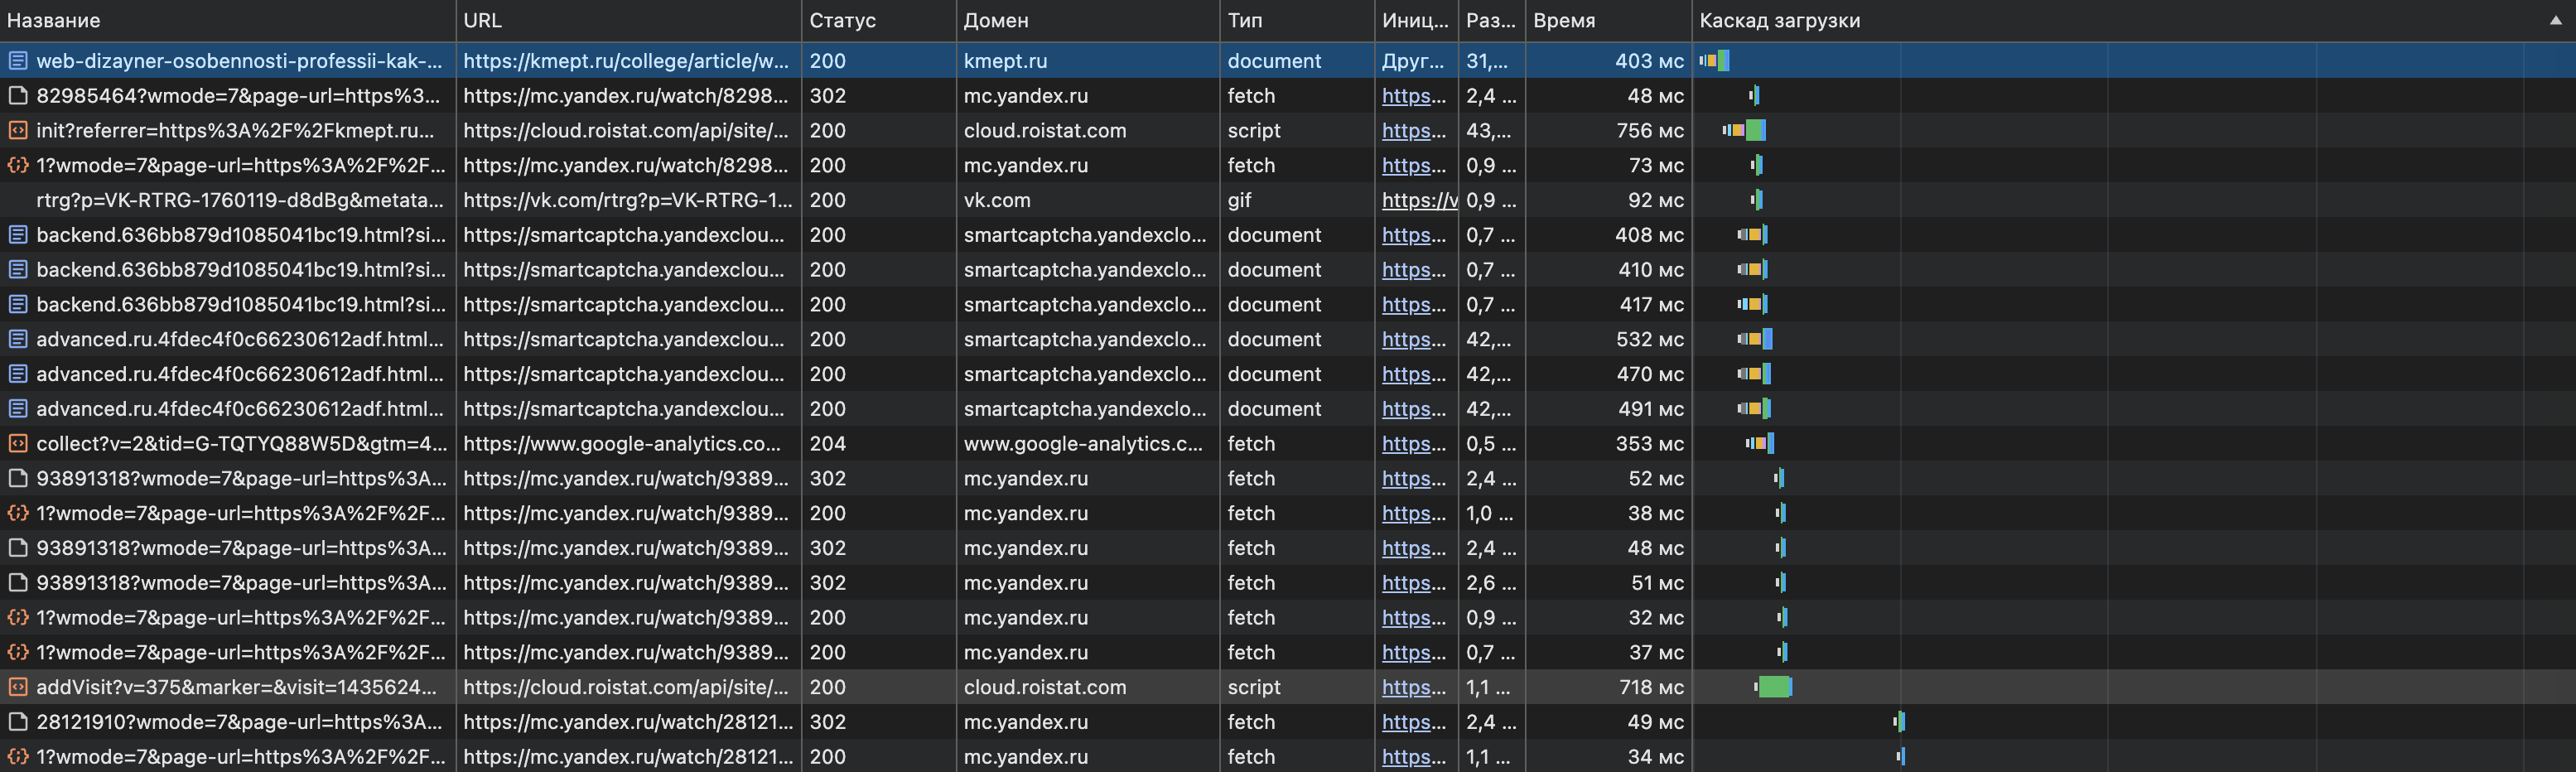 Название URL Статус Домен Тип Иниц... Раз... Время Каскад загрузки
web-dizayner-osobennosti-professii-kak-... https://kmept.ru/college/article/w... 200 kmept.ru document Друг... 31,... 403 мс
82985464?wmode=7&page-url=https%3... https://mc.yandex.ru/watch/8298... 302 mc.yandex.ru fetch https... 2,4 ... 48 мс
init?referrer=https%3A%2F%2Fkmept.ru... https://cloud.roistat.com/api/site/... 200 cloud.roistat.com script https... 43,... 756 мс
1?wmode=7&page-url=https%3A%2F%2F... https://mc.yandex.ru/watch/8298... 200 mc.yandex.ru fetch https... 0,9 ... 73 мс
rtrg?p=VK-RTRG-1760119-d8dBg&metata... https://vk.com/rtrg?p=VK-RTRG-1... 200 vk.com gif https://v 0,9 ... 92 мс
backend.636bb879d1085041bc19.html?si... https://smartcaptcha.yandexclou... 200 smartcaptcha.yandexclo... document https... 0,7 ... 408 мс
backend.636bb879d1085041bc19.html?si... https://smartcaptcha.yandexclou... 200 smartcaptcha.yandexclo... document https... 0,7 ... 410 мс
backend.636bb879d1085041bc19.html?si... https://smartcaptcha.yandexclou... 200 smartcaptcha.yandexclo... document https... 0,7 ... 417 мс
advanced.ru.4fdec4f0c66230612adf.html... https://smartcaptcha.yandexclou... 200 smartcaptcha.yandexclo... document https... 42,... 532 мс
advanced.ru.4fdec4f0c66230612adf.html... https://smartcaptcha.yandexclou... 200 smartcaptcha.yandexclo... document https... 42,... 470 мс
advanced.ru.4fdec4f0c66230612adf.html... https://smartcaptcha.yandexclou... 200 smartcaptcha.yandexclo... document https... 42,... 491 мс
collect?v=2&tid=G-TQTYQ88W5D&gtm=4... https://www.google-analytics.co... 204 www.google-analytics.c... fetch https... 0,5 ... 353 мс
93891318?wmode=7&page-url=https%3A... https://mc.yandex.ru/watch/9389... 302 mc.yandex.ru fetch https... 2,4 ... 52 мс
1?wmode=7&page-url=https%3A%2F%2F... https://mc.yandex.ru/watch/9389... 200 mc.yandex.ru fetch https... 1,0 ... 38 мс
93891318?wmode=7&page-url=https%3A... https://mc.yandex.ru/watch/9389... 302 mc.yandex.ru fetch https... 2,4 ... 48 мс
93891318?wmode=7&page-url=https%3A... https://mc.yandex.ru/watch/9389... 302 mc.yandex.ru fetch https... 2,6 ... 51 мс
1?wmode=7&page-url=https%3A%2F%2F... https://mc.yandex.ru/watch/9389... 200 mc.yandex.ru fetch https... 0,9 ... 32 мс
1?wmode=7&page-url=https%3A%2F%2F... https://mc.yandex.ru/watch/9389... 200 mc.yandex.ru fetch https... 0,7 ... 37 мс
addVisit?v=375&marker=&visit=1435624... https://cloud.roistat.com/api/site/... 200 cloud.roistat.com script https... 1,1 ... 718 мс
28121910?wmode=7&page-url=https%3A... https://mc.yandex.ru/watch/28121... 302 mc.yandex.ru fetch https... 2,4 ... 49 мс
1?wmode=7&page-url=https%3A%2F%2F... https://mc.yandex.ru/watch/28121... 200 mc.yandex.ru fetch https... 1,1 ... 34 мс